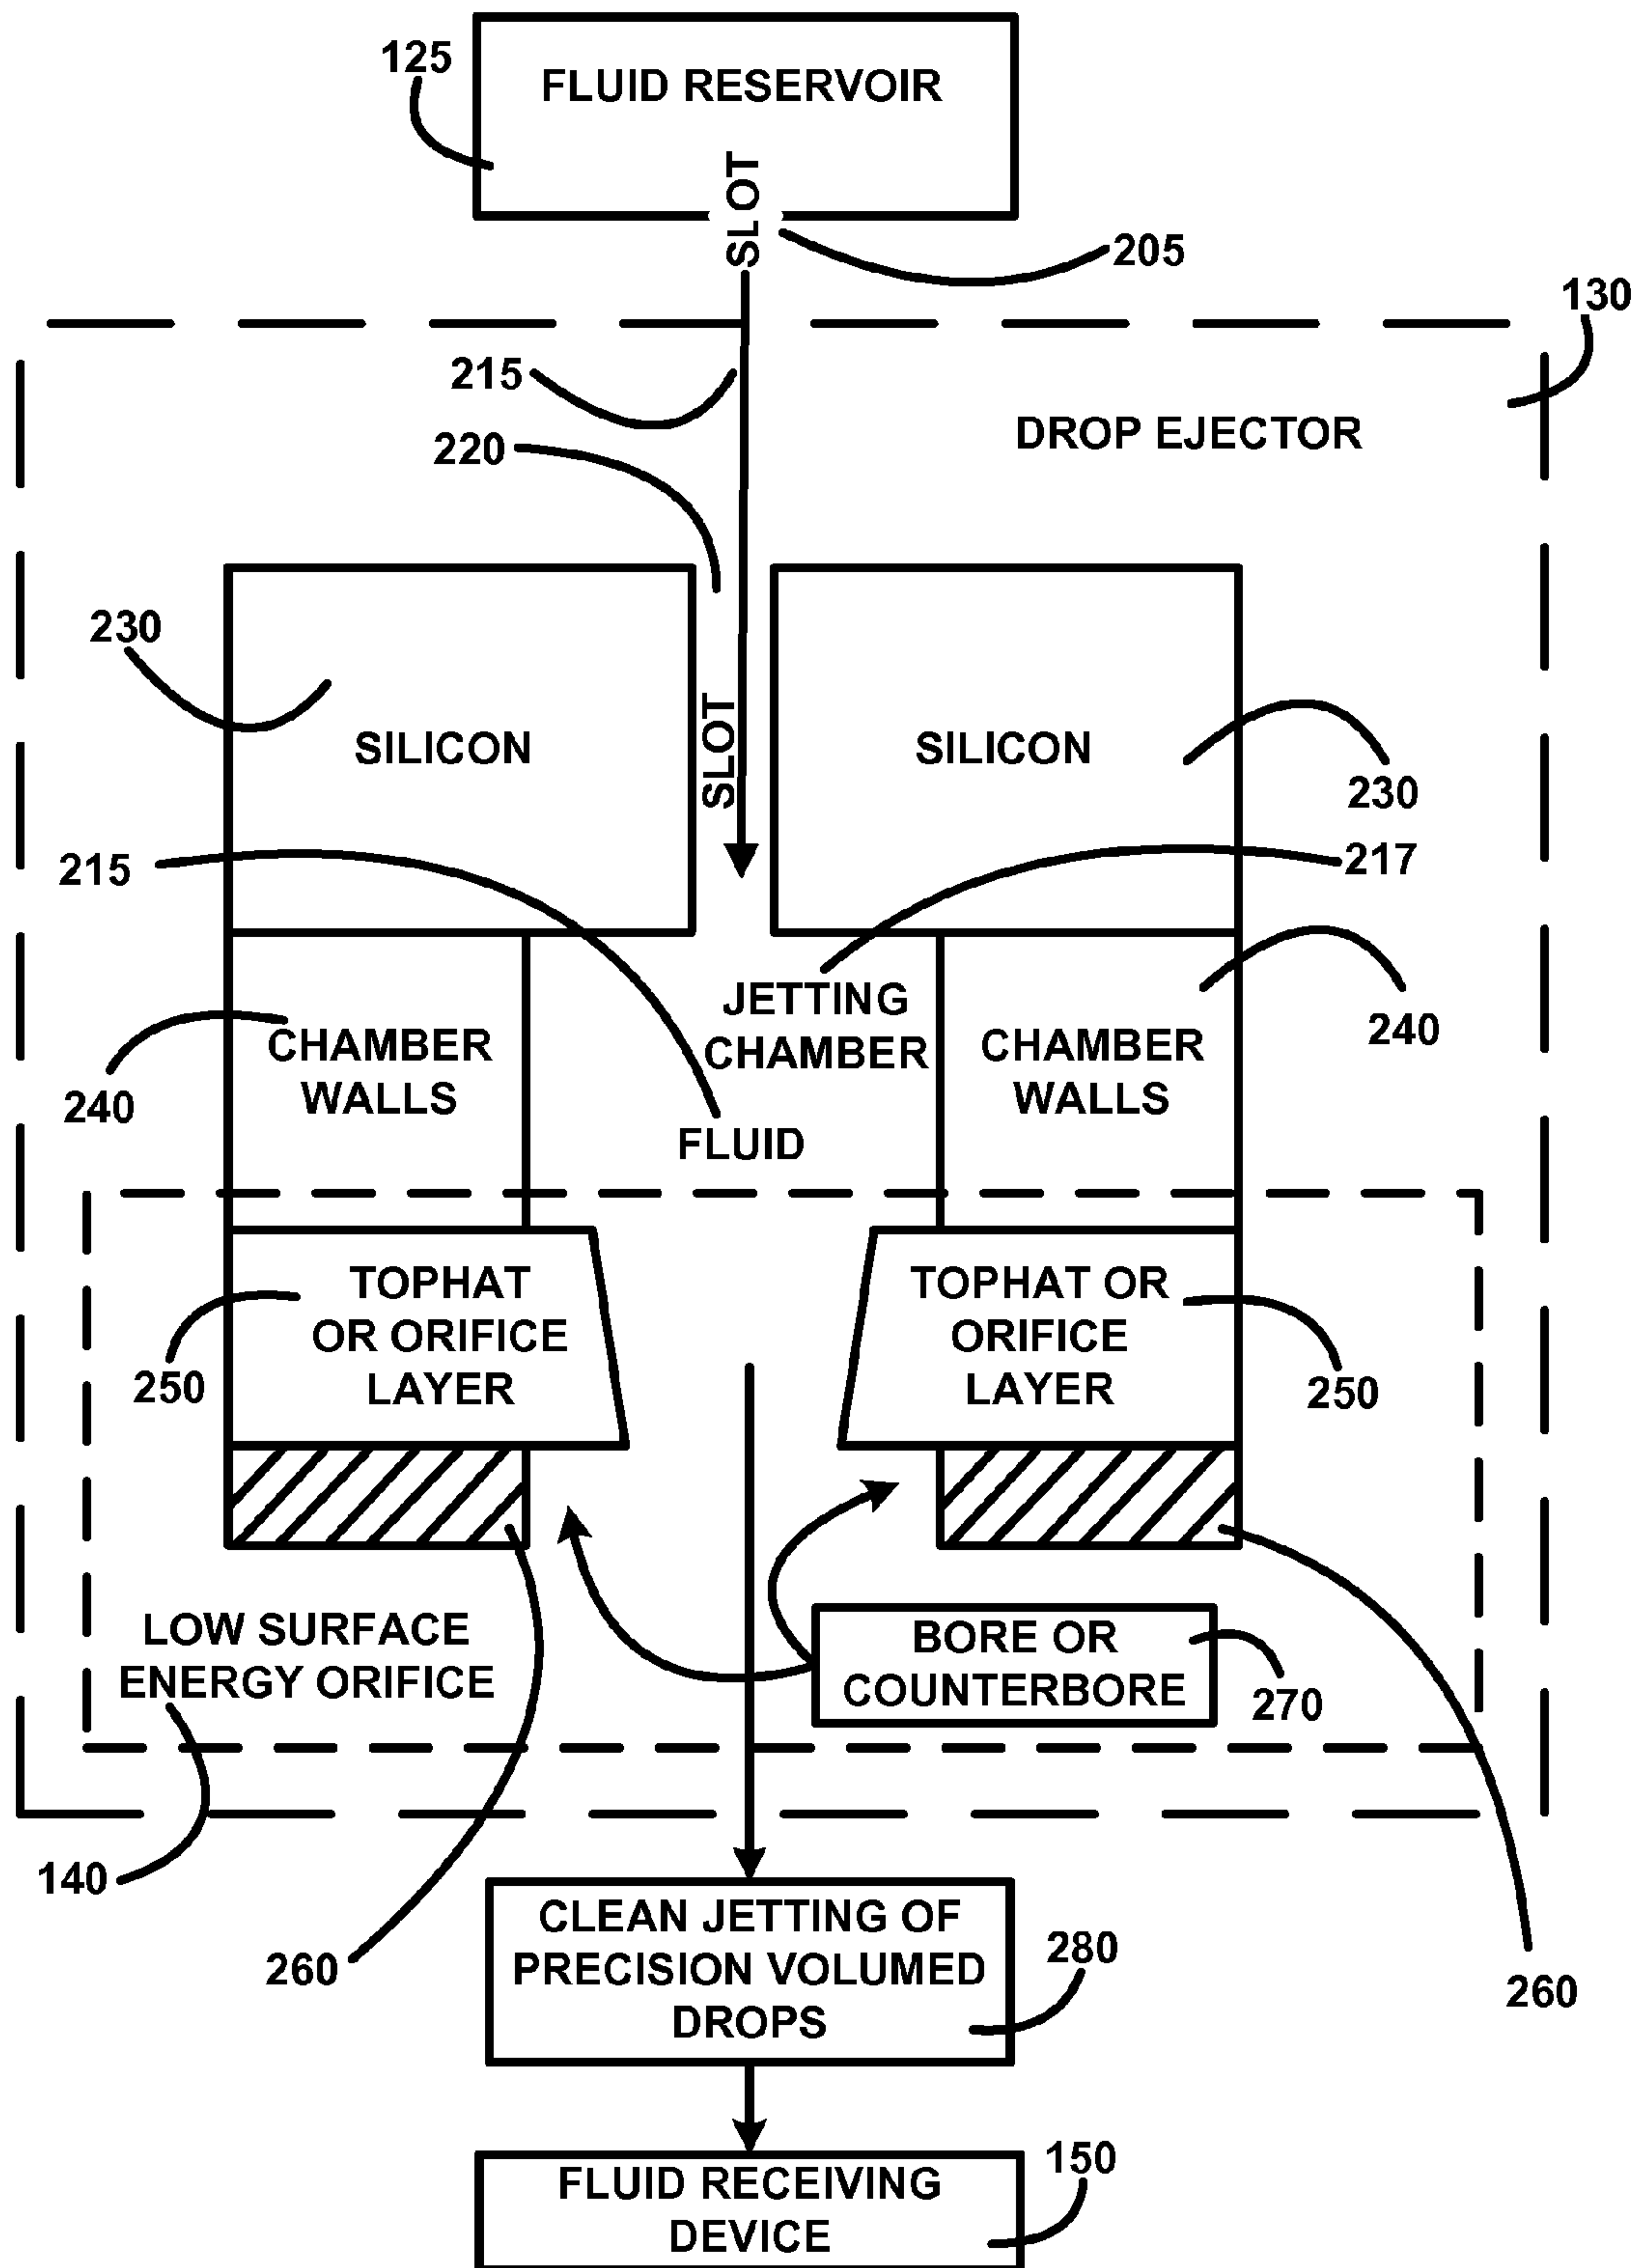 125
FLUID RESERVOIR
SLOT
205
130
215
DROP EJECTOR
220
230
SILICON
SLOT
SILICON
230
215
217
JETTING
CHAMBER
240
CHAMBER
WALLS
CHAMBER
WALLS
240
FLUID
TOPHAT
OR ORIFICE
LAYER
TOPHAT OR
ORIFICE
LAYER
250
250
LOW SURFACE
ENERGY ORIFICE
BORE OR
COUNTERBORE
270
140
260
CLEAN JETTING OF
PRECISION VOLUMED
DROPS
280
260
FLUID RECEIVING
DEVICE
150